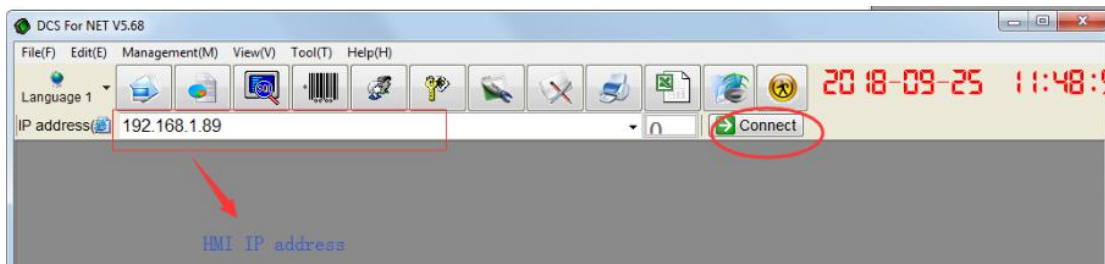 DCS For NET V5.68
File(F) Edit(E) Management(M) View(V) Tool(T) Help(H)
Language 1 SQL 2018-09-25 11:48:
IP address( 192.168.1.89 0 Connect
HMI IP address